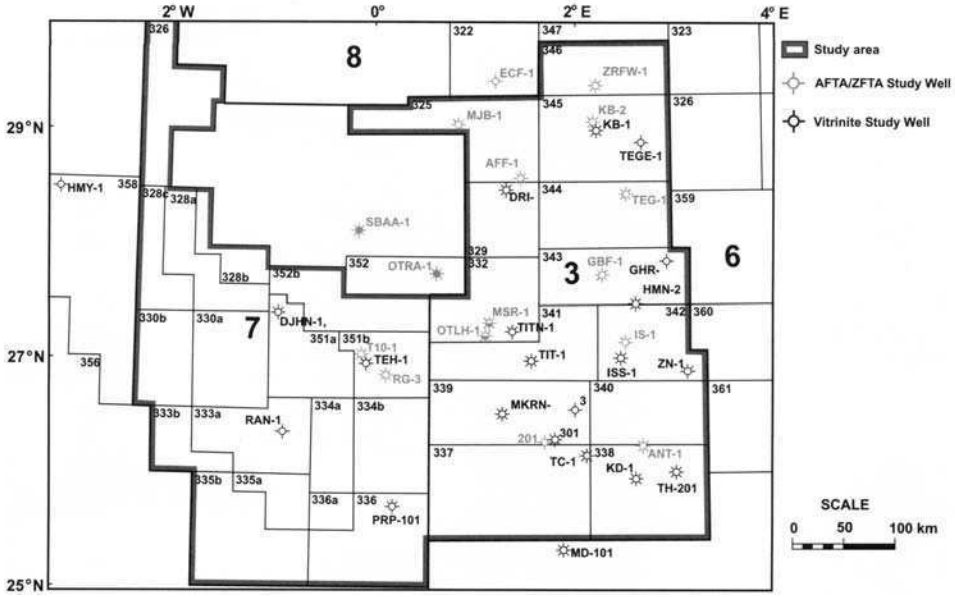 2° W 0° 2° E 4° E
326 322 347 323
346
8
ECF-1 ZRFW-1
Study area
AFTA/ZFTA Study Well
Vitrinite Study Well
325 345 326
MJB-1 KB-2
29°N KB-1
TEGE-1
AFF-1
358 344
HMY-1 328c DRI-
328a TEG-1 359
SBAA-1
329 343
352 332
OTRA-1 GBF-1 3 GHR- 6
352b
328b HMN-2
330b 330a 7 DJHN-1, MSR-1 341 342 360
351a 351b OTLH-1 TITN-1 IS-1
T10-1
27°N TEH-1 TIT-1 ISS-1 ZN-1
356 RG-3
339 340 361
333b 333a 334a 334b MKRN- 3
RAN-1
201 301
337 338 ANT-1
TC-1 KD-1
335b 335a TH-201
336a 336
PRP-101
SCALE
0 50 100 km
MD-101
25°N